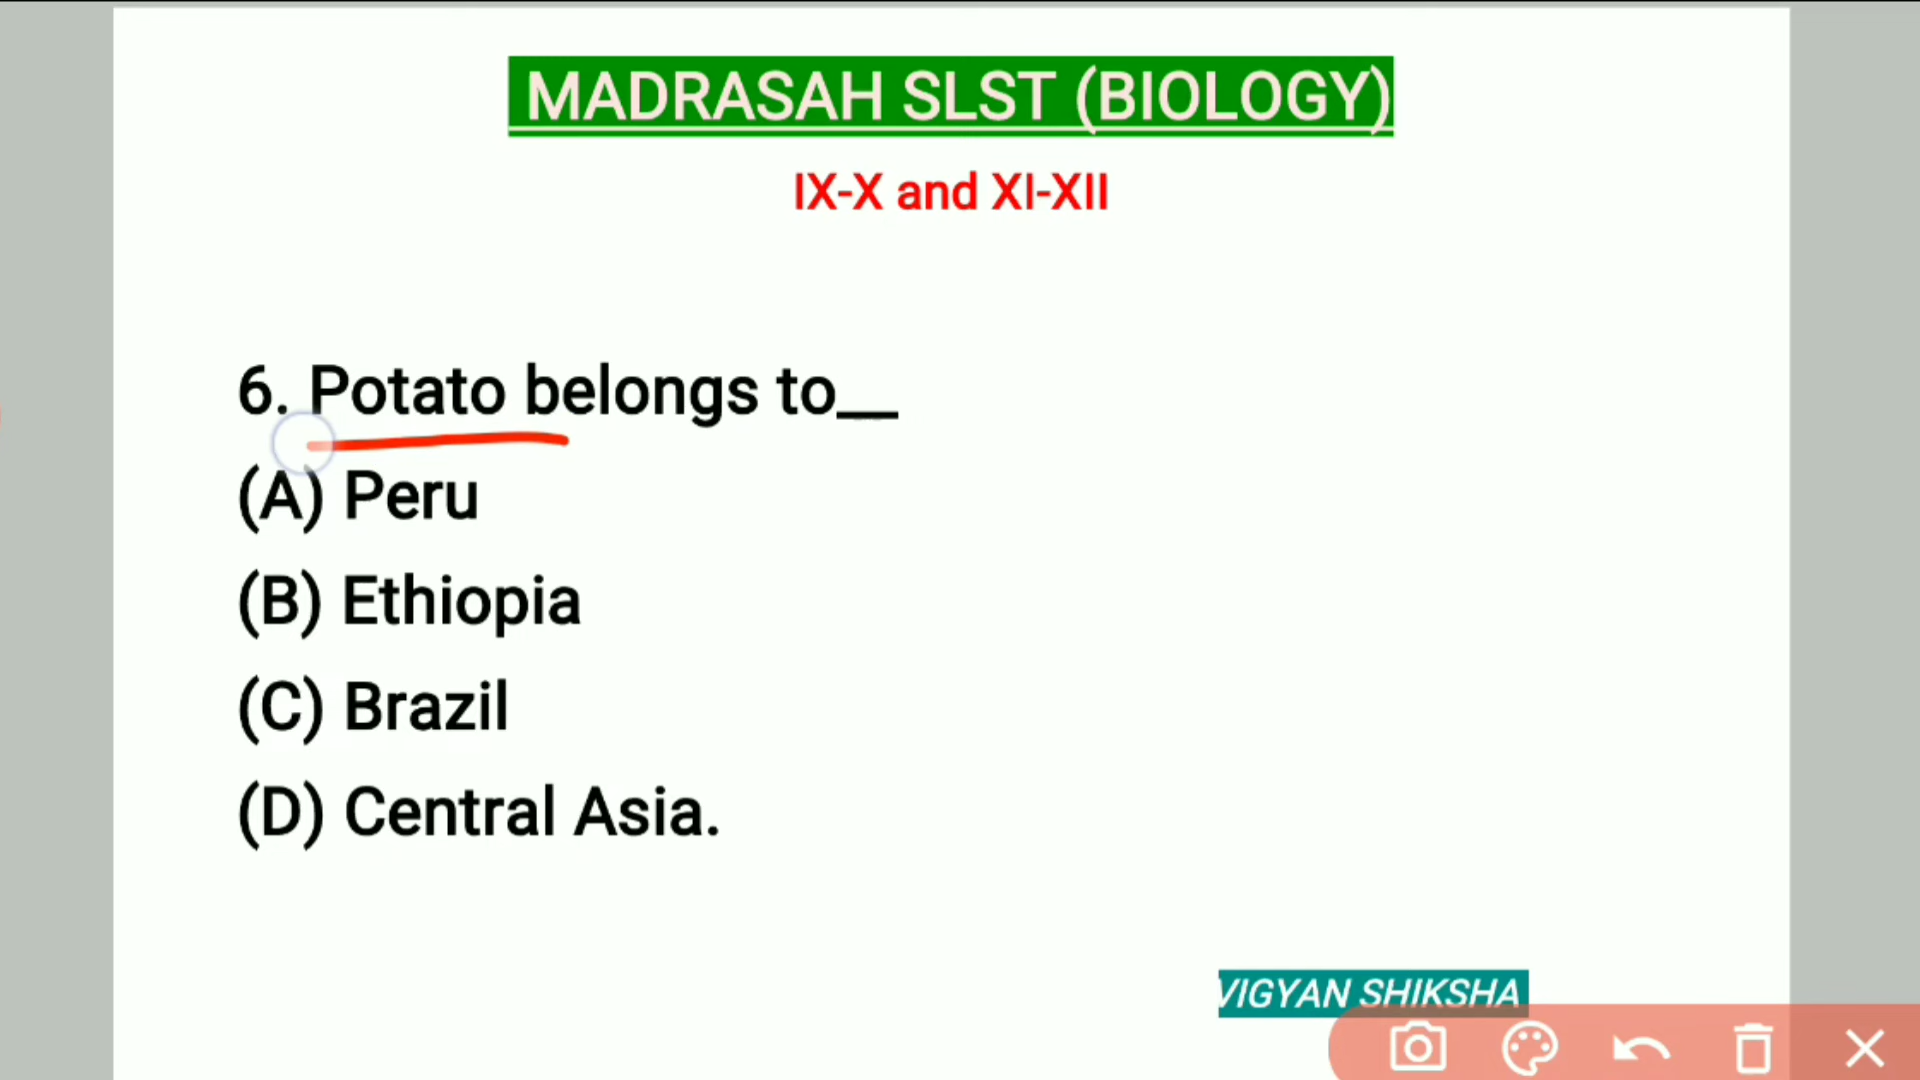 MADRASAH SLST (BIOLOGY)
IX-X and XI-XII
6. Potato belongs to__
(A) Peru
(B) Ethiopia
(C) Brazil
(D) Central Asia.
VIGYAN SHIKSHA